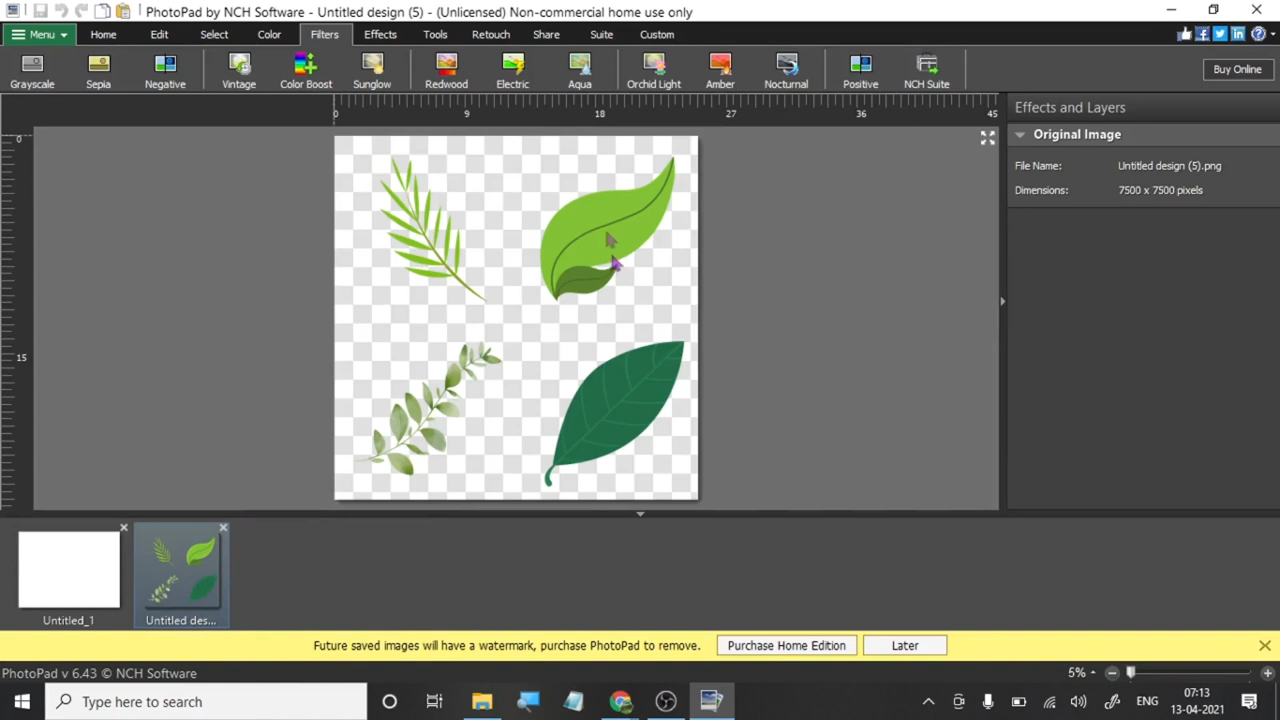 PhotoPad by NCH Software - Untitled design (5) - (Unlicensed) Non-commercial home use only
Menu Home Edit Select Color Filters Effects Tools Retouch Share Suite Custom
Grayscale Sepia Negative Vintage Color Boost Sunglow Redwood Electric Aqua Orchid Light Amber Nocturnal Positive NCH Suite Buy Online
0 9 18 27 36 45
Effects and Layers
0
Original Image
File Name: Untitled design (5).png
Dimensions: 7500 x 7500 pixels
15
Untitled_1 Untitled des...
Future saved images will have a watermark, purchase PhotoPad to remove. Purchase Home Edition Later
PhotoPad v 6.43 © NCH Software 5%
Type here to search ENG 07:13
13-04-2021